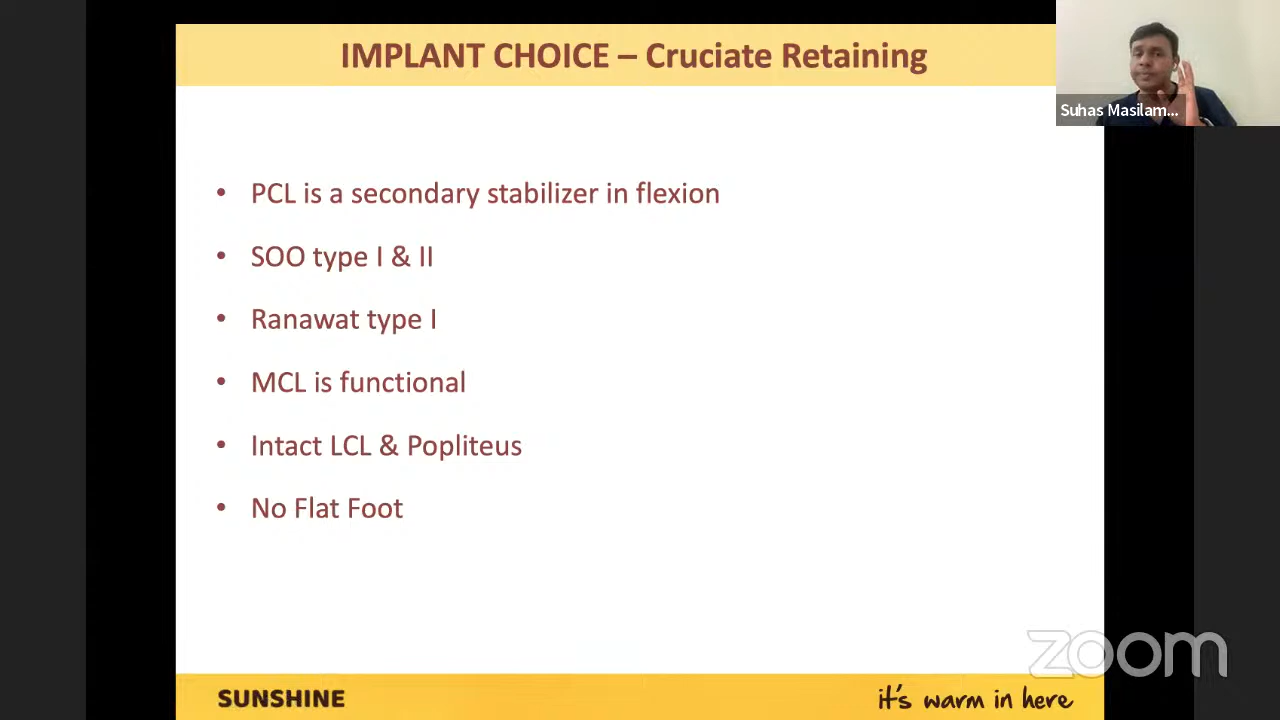 IMPLANT CHOICE – Cruciate Retaining
Suhas Masilam...
• PCL is a secondary stabilizer in flexion
• SOO type I & II
• Ranawat type I
• MCL is functional
• Intact LCL & Popliteus
• No Flat Foot
zoom
SUNSHINE
it's warm in here